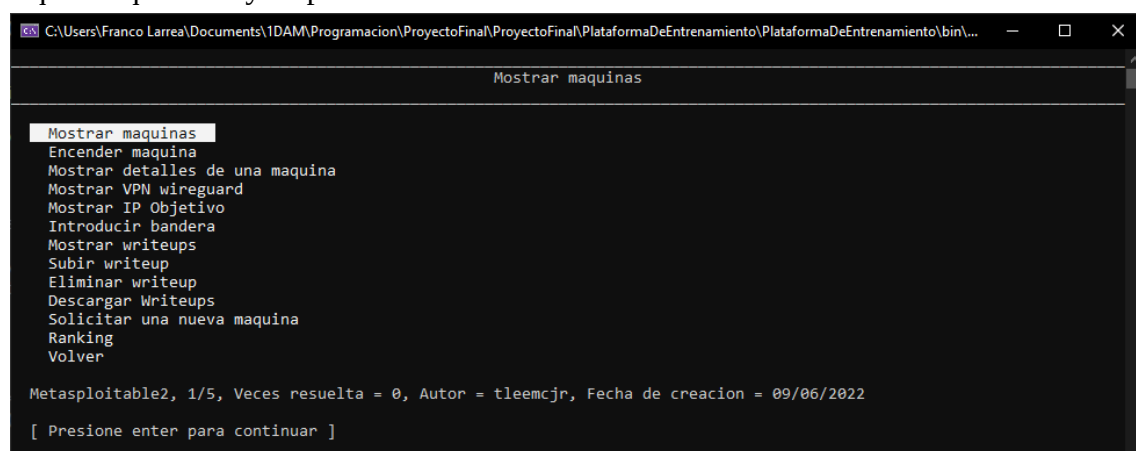 C:\Users\Franco Larrea\Documents\1DAM\Programacion\ProyectoFinal\ProyectoFinal\PlataformaDeEntrenamiento\PlataformaDeEntrenamiento\bin\...
Mostrar maquinas
Mostrar maquinas
Encender maquina
Mostrar detalles de una maquina
Mostrar VPN wireguard
Mostrar IP Objetivo
Introducir bandera
Mostrar writeups
Subir writeup
Eliminar writeup
Descargar Writeups
Solicitar una nueva maquina
Ranking
Volver
Metasploitable2, 1/5, Veces resuelta = 0, Autor = tleemcjr, Fecha de creacion = 09/06/2022
[ Presione enter para continuar ]